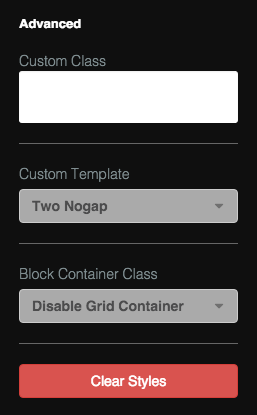 Advanced
Custom Class
Custom Template
Two Nogap
Block Container Class
Disable Grid Container
Clear Styles